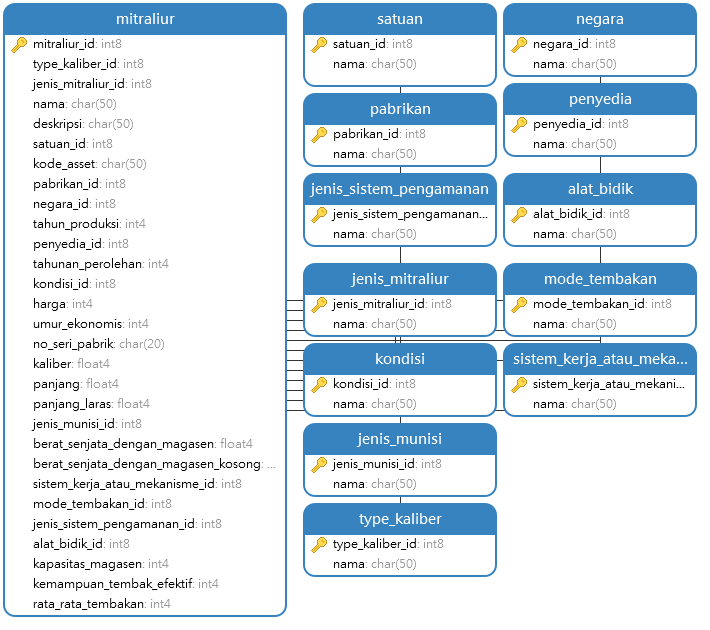 mitraliur
mitraliur_id: int8
type_kaliber_id: int8
jenis_mitraliur_id: int8
nama: char(50)
deskripsi: char(50)
satuan_id: int8
kode_asset: char(50)
pabrikan_id: int8
negara_id: int8
tahun_produksi: int4
penyedia_id: int8
tahunan_perolehan: int4
kondisi_id: int8
harga: int4
umur_ekonomis: int4
no_seri_pabrik: char(20)
kaliber: float4
panjang: float4
panjang_laras: float4
jenis_munisi_id: int8
berat_senjata_dengan_magasen: float4
berat_senjata_dengan_magasen_kosong: ...
sistem_kerja_atau_mekanisme_id: int8
mode_tembakan_id: int8
jenis_sistem_pengamanan_id: int8
alat_bidik_id: int8
kapasitas_magasen: int4
kemampuan_tembak_efektif: int4
rata_rata_tembakan: int4
satuan
satuan_id: int8
nama: char(50)
pabrikan
pabrikan_id: int8
nama: char(50)
jenis_sistem_pengamanan
jenis_sistem_pengamanan...
nama: char(50)
jenis_mitraliur
jenis_mitraliur_id: int8
nama: char(50)
kondisi
kondisi_id: int8
nama: char(50)
jenis_munisi
jenis_munisi_id: int8
nama: char(50)
type_kaliber
type_kaliber_id: int8
nama: char(50)
negara
negara_id: int8
nama: char(50)
penyedia
penyedia_id: int8
nama: char(50)
alat_bidik
alat_bidik_id: int8
nama: char(50)
mode_tembakan
mode_tembakan_id: int8
nama: char(50)
sistem_kerja_atau_meka...
sistem_kerja_atau_mekani...
nama: char(50)